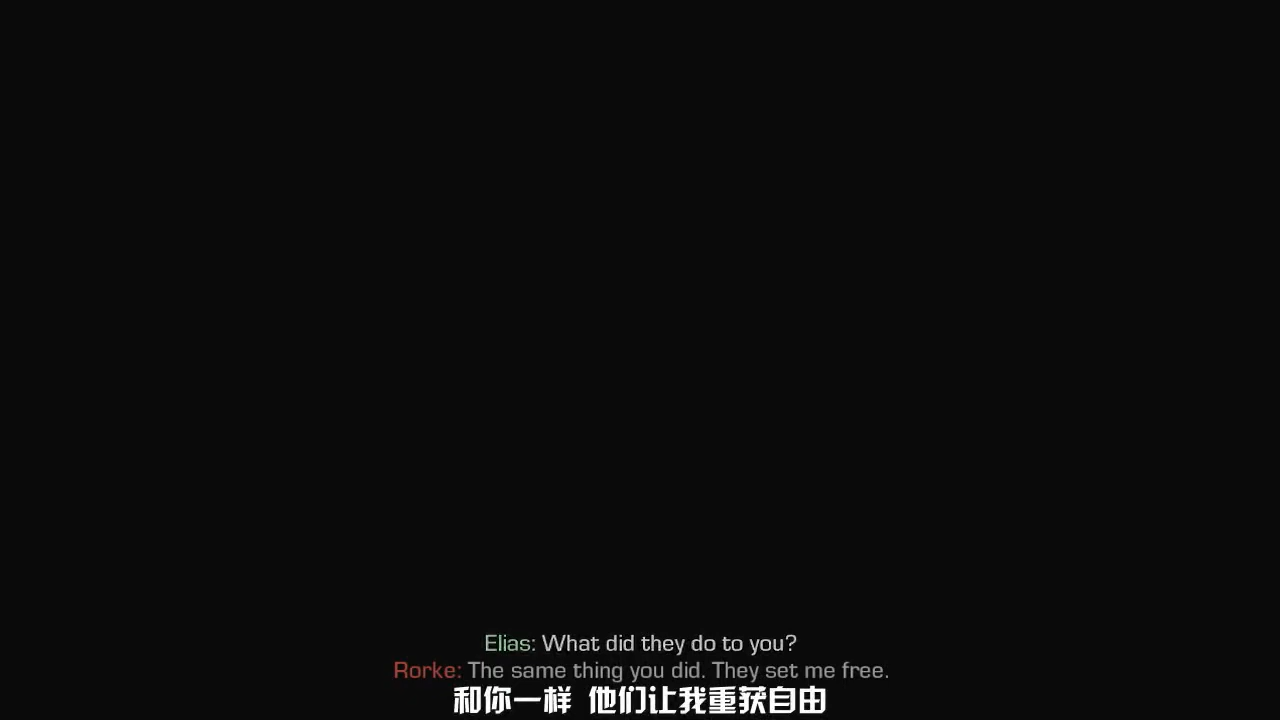 Elias: What did they do to you?
Rorke: The same thing you did. They set me free.
和你一样 他们让我重获自由